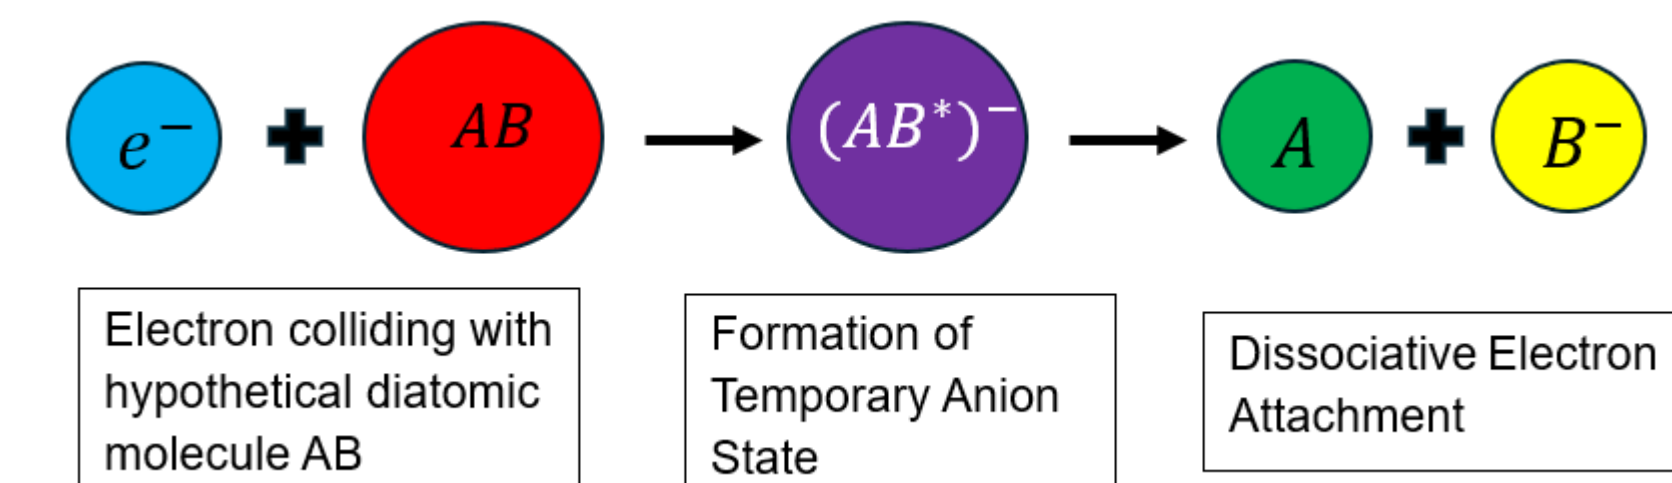 e⁻ + AB → (AB*)⁻ → A + B⁻
Electron colliding with
hypothetical diatomic
molecule AB
Formation of
Temporary Anion
State
Dissociative Electron
Attachment